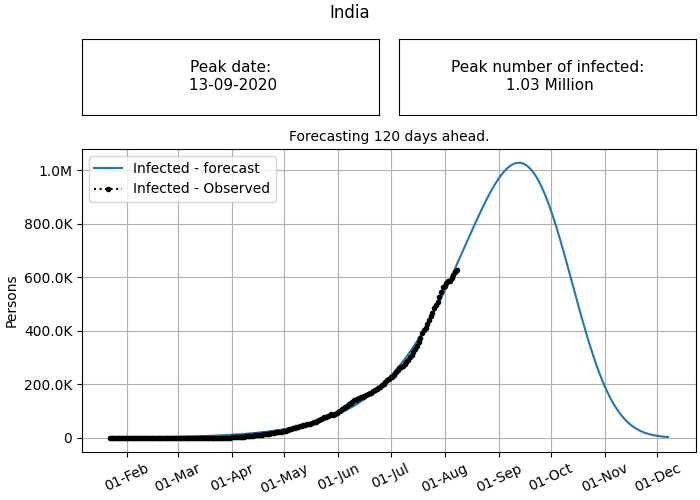 India
Peak date:
13-09-2020
Peak number of infected:
1.03 Million
Forecasting 120 days ahead.
Infected - forecast
Infected - Observed
1.0M
800.0K
600.0K
400.0K
200.0K
0
Persons
01-Feb 01-Mar 01-Apr 01-May 01-Jun 01-Jul 01-Aug 01-Sep 01-Oct 01-Nov 01-Dec